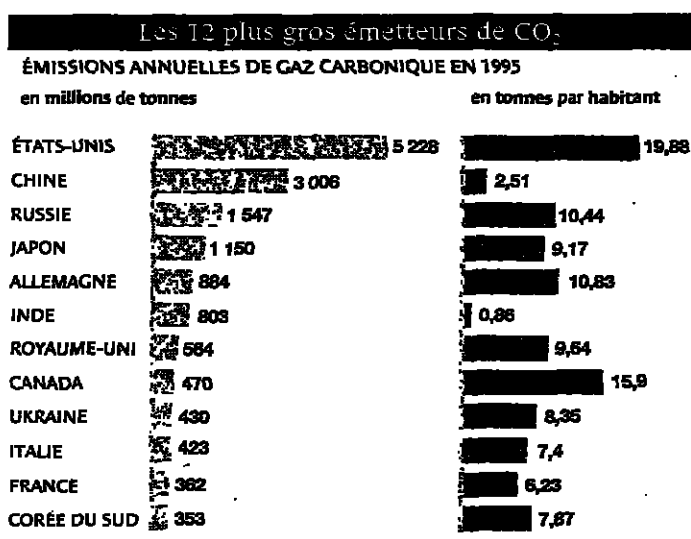 Les 12 plus gros émetteurs de CO₂
ÉMISSIONS ANNUELLES DE GAZ CARBONIQUE EN 1995
en millions de tonnes en tonnes par habitant
ÉTATS-UNIS 5 228 19,88
CHINE 3 006 2,51
RUSSIE 1 547 10,44
JAPON 1 150 9,17
ALLEMAGNE 884 10,83
INDE 803 0,86
ROYAUME-UNI 564 9,64
CANADA 470 15,9
UKRAINE 430 8,35
ITALIE 423 7,4
FRANCE 362 6,23
CORÉE DU SUD 353 7,87